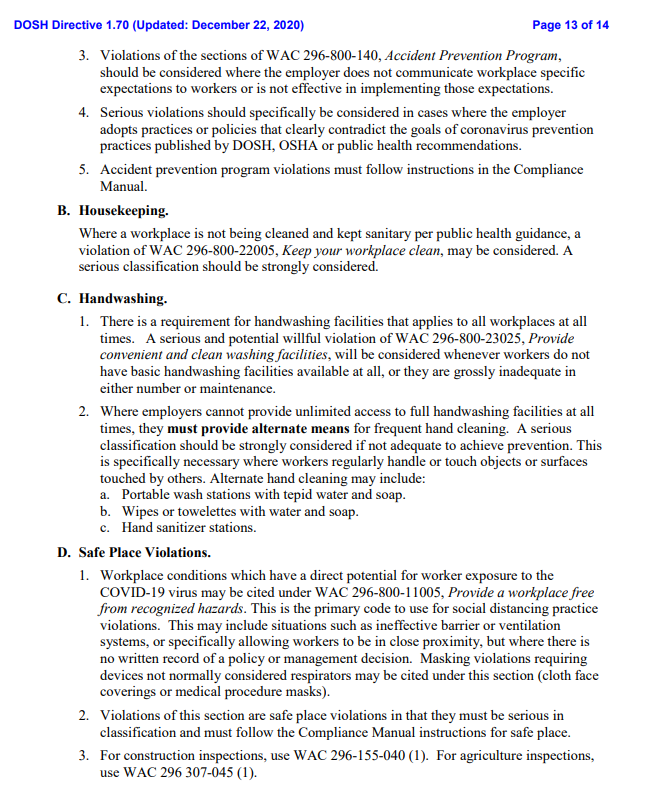 DOSH Directive 1.70 (Updated: December 22, 2020) Page 13 of 14
3. Violations of the sections of WAC 296-800-140, Accident Prevention Program,
should be considered where the employer does not communicate workplace specific
expectations to workers or is not effective in implementing those expectations.
4. Serious violations should specifically be considered in cases where the employer
adopts practices or policies that clearly contradict the goals of coronavirus prevention
practices published by DOSH, OSHA or public health recommendations.
5. Accident prevention program violations must follow instructions in the Compliance
Manual.
B. Housekeeping.
Where a workplace is not being cleaned and kept sanitary per public health guidance, a
violation of WAC 296-800-22005, Keep your workplace clean, may be considered. A
serious classification should be strongly considered.
C. Handwashing.
1. There is a requirement for handwashing facilities that applies to all workplaces at all
times. A serious and potential willful violation of WAC 296-800-23025, Provide
convenient and clean washing facilities, will be considered whenever workers do not
have basic handwashing facilities available at all, or they are grossly inadequate in
either number or maintenance.
2. Where employers cannot provide unlimited access to full handwashing facilities at all
times, they must provide alternate means for frequent hand cleaning. A serious
classification should be strongly considered if not adequate to achieve prevention. This
is specifically necessary where workers regularly handle or touch objects or surfaces
touched by others. Alternate hand cleaning may include:
a. Portable wash stations with tepid water and soap.
b. Wipes or towelettes with water and soap.
c. Hand sanitizer stations.
D. Safe Place Violations.
1. Workplace conditions which have a direct potential for worker exposure to the
COVID-19 virus may be cited under WAC 296-800-11005, Provide a workplace free
from recognized hazards. This is the primary code to use for social distancing practice
violations. This may include situations such as ineffective barrier or ventilation
systems, or specifically allowing workers to be in close proximity, but where there is
no written record of a policy or management decision. Masking violations requiring
devices not normally considered respirators may be cited under this section (cloth face
coverings or medical procedure masks).
2. Violations of this section are safe place violations in that they must be serious in
classification and must follow the Compliance Manual instructions for safe place.
3. For construction inspections, use WAC 296-155-040 (1). For agriculture inspections,
use WAC 296 307-045 (1).